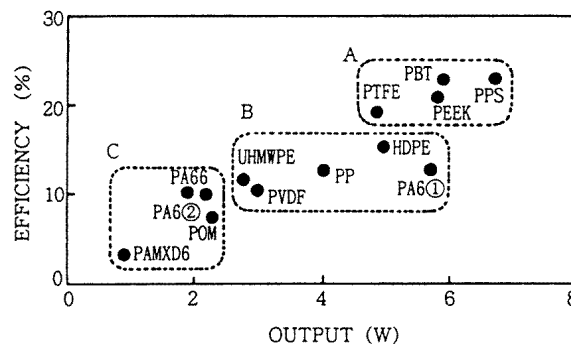 EFFICIENCY (%)
30
20
10
0
A
PBT
PTFE
PEEK
PPS
B
UHMWPE
HDPE
PVDF
PP
PA6①
C
PA66
PA6②
POM
PAMXD6
0 2 4 6 8
OUTPUT (W)